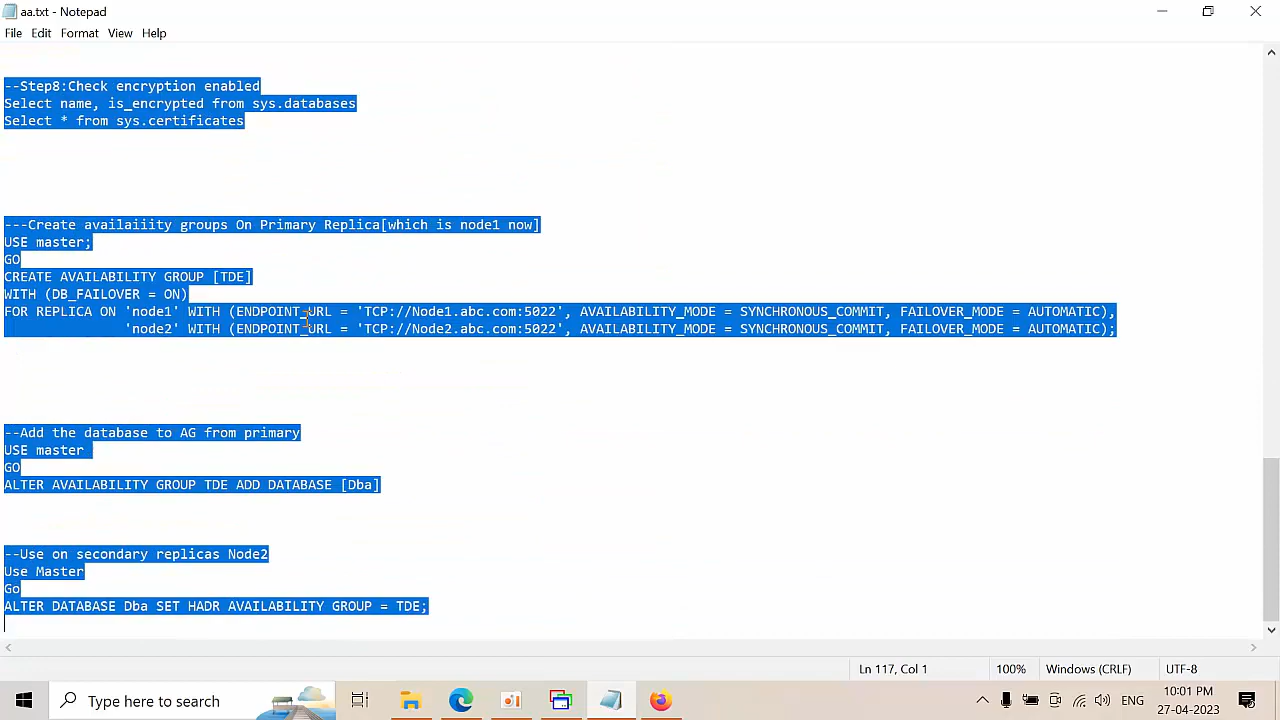 aa.txt - Notepad
File Edit Format View Help
--Step8:Check encryption enabled
Select name, is_encrypted from sys.databases
Select * from sys.certificates
---Create availaiiity groups On Primary Replica[which is node1 now]
USE master;
GO
CREATE AVAILABILITY GROUP [TDE]
WITH (DB_FAILOVER = ON)
FOR REPLICA ON 'node1' WITH (ENDPOINT_URL = 'TCP://Node1.abc.com:5022', AVAILABILITY_MODE = SYNCHRONOUS_COMMIT, FAILOVER_MODE = AUTOMATIC),
'node2' WITH (ENDPOINT_URL = 'TCP://Node2.abc.com:5022', AVAILABILITY_MODE = SYNCHRONOUS_COMMIT, FAILOVER_MODE = AUTOMATIC);
--Add the database to AG from primary
USE master
GO
ALTER AVAILABILITY GROUP TDE ADD DATABASE [Dba]
--Use on secondary replicas Node2
Use Master
Go
ALTER DATABASE Dba SET HADR AVAILABILITY GROUP = TDE;
Ln 117, Col 1 100% Windows (CRLF) UTF-8
Type here to search
ENG
10:01 PM
27-04-2023